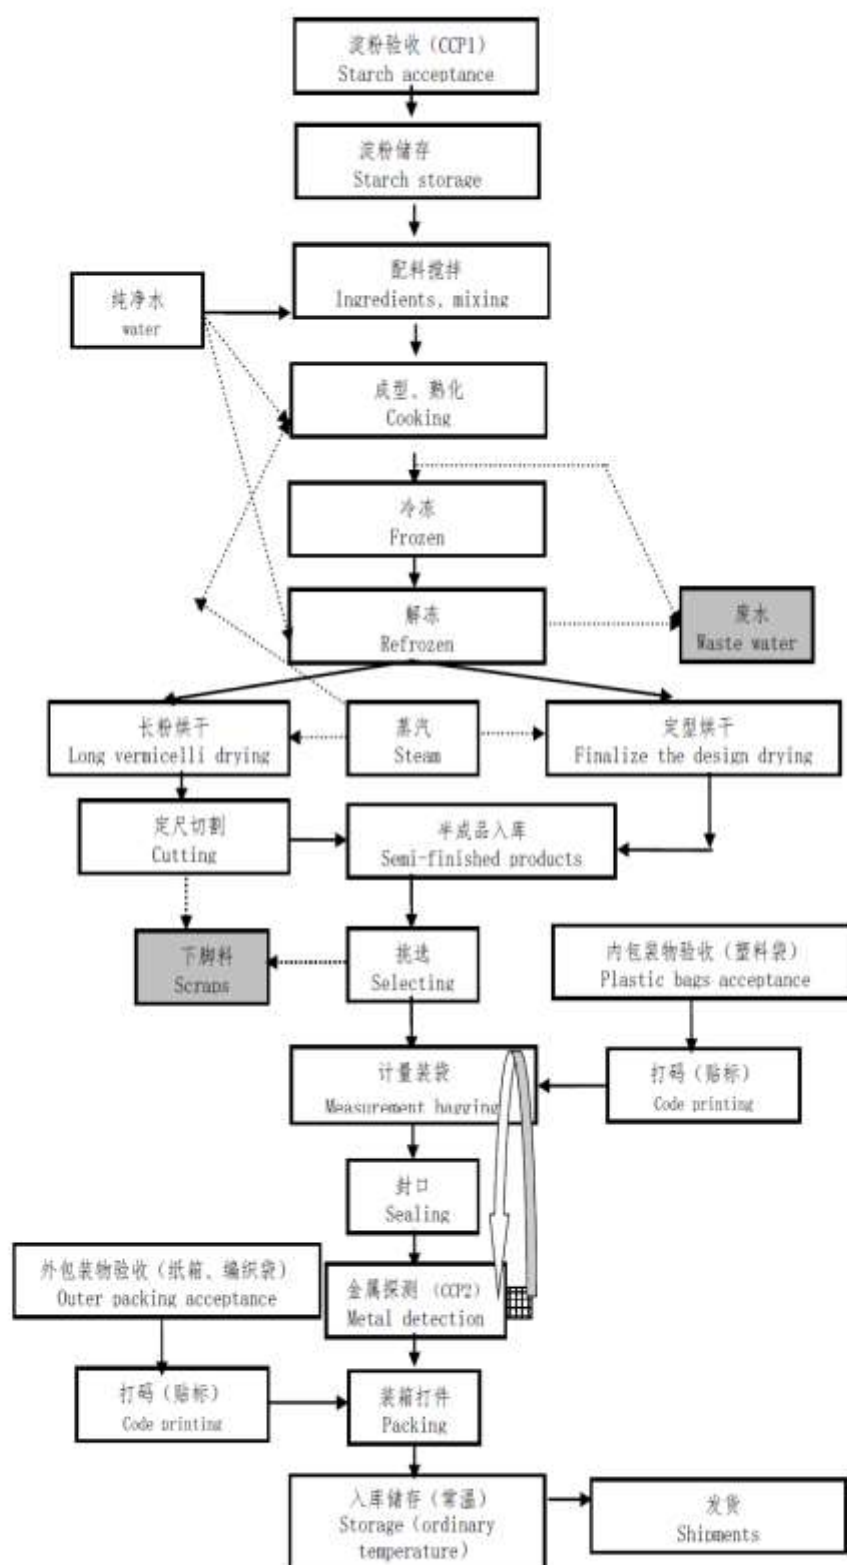 淀粉验收（CCP1）
Starch acceptance
淀粉储存
Starch storage
配料搅拌
Ingredients, mixing
纯净水
water
成型、熟化
Cooking
冷冻
Frozen
解冻
Refrozen
废水
Waste water
长粉烘干
Long vermicelli drying
蒸汽
Steam
定型烘干
Finalize the design drying
定尺切割
Cutting
半成品入库
Semi-finished products
下脚料
Scraps
挑选
Selecting
内包装物验收（塑料袋）
Plastic bags acceptance
计量装袋
Measurement bagging
打码（贴标）
Code printing
封口
Sealing
外包装物验收（纸箱、编织袋）
Outer packing acceptance
金属探测 （CCP2）
Metal detection
打码（贴标）
Code printing
装箱打件
Packing
入库储存（常温）
Storage（ordinary
temperature）
发货
Shipments